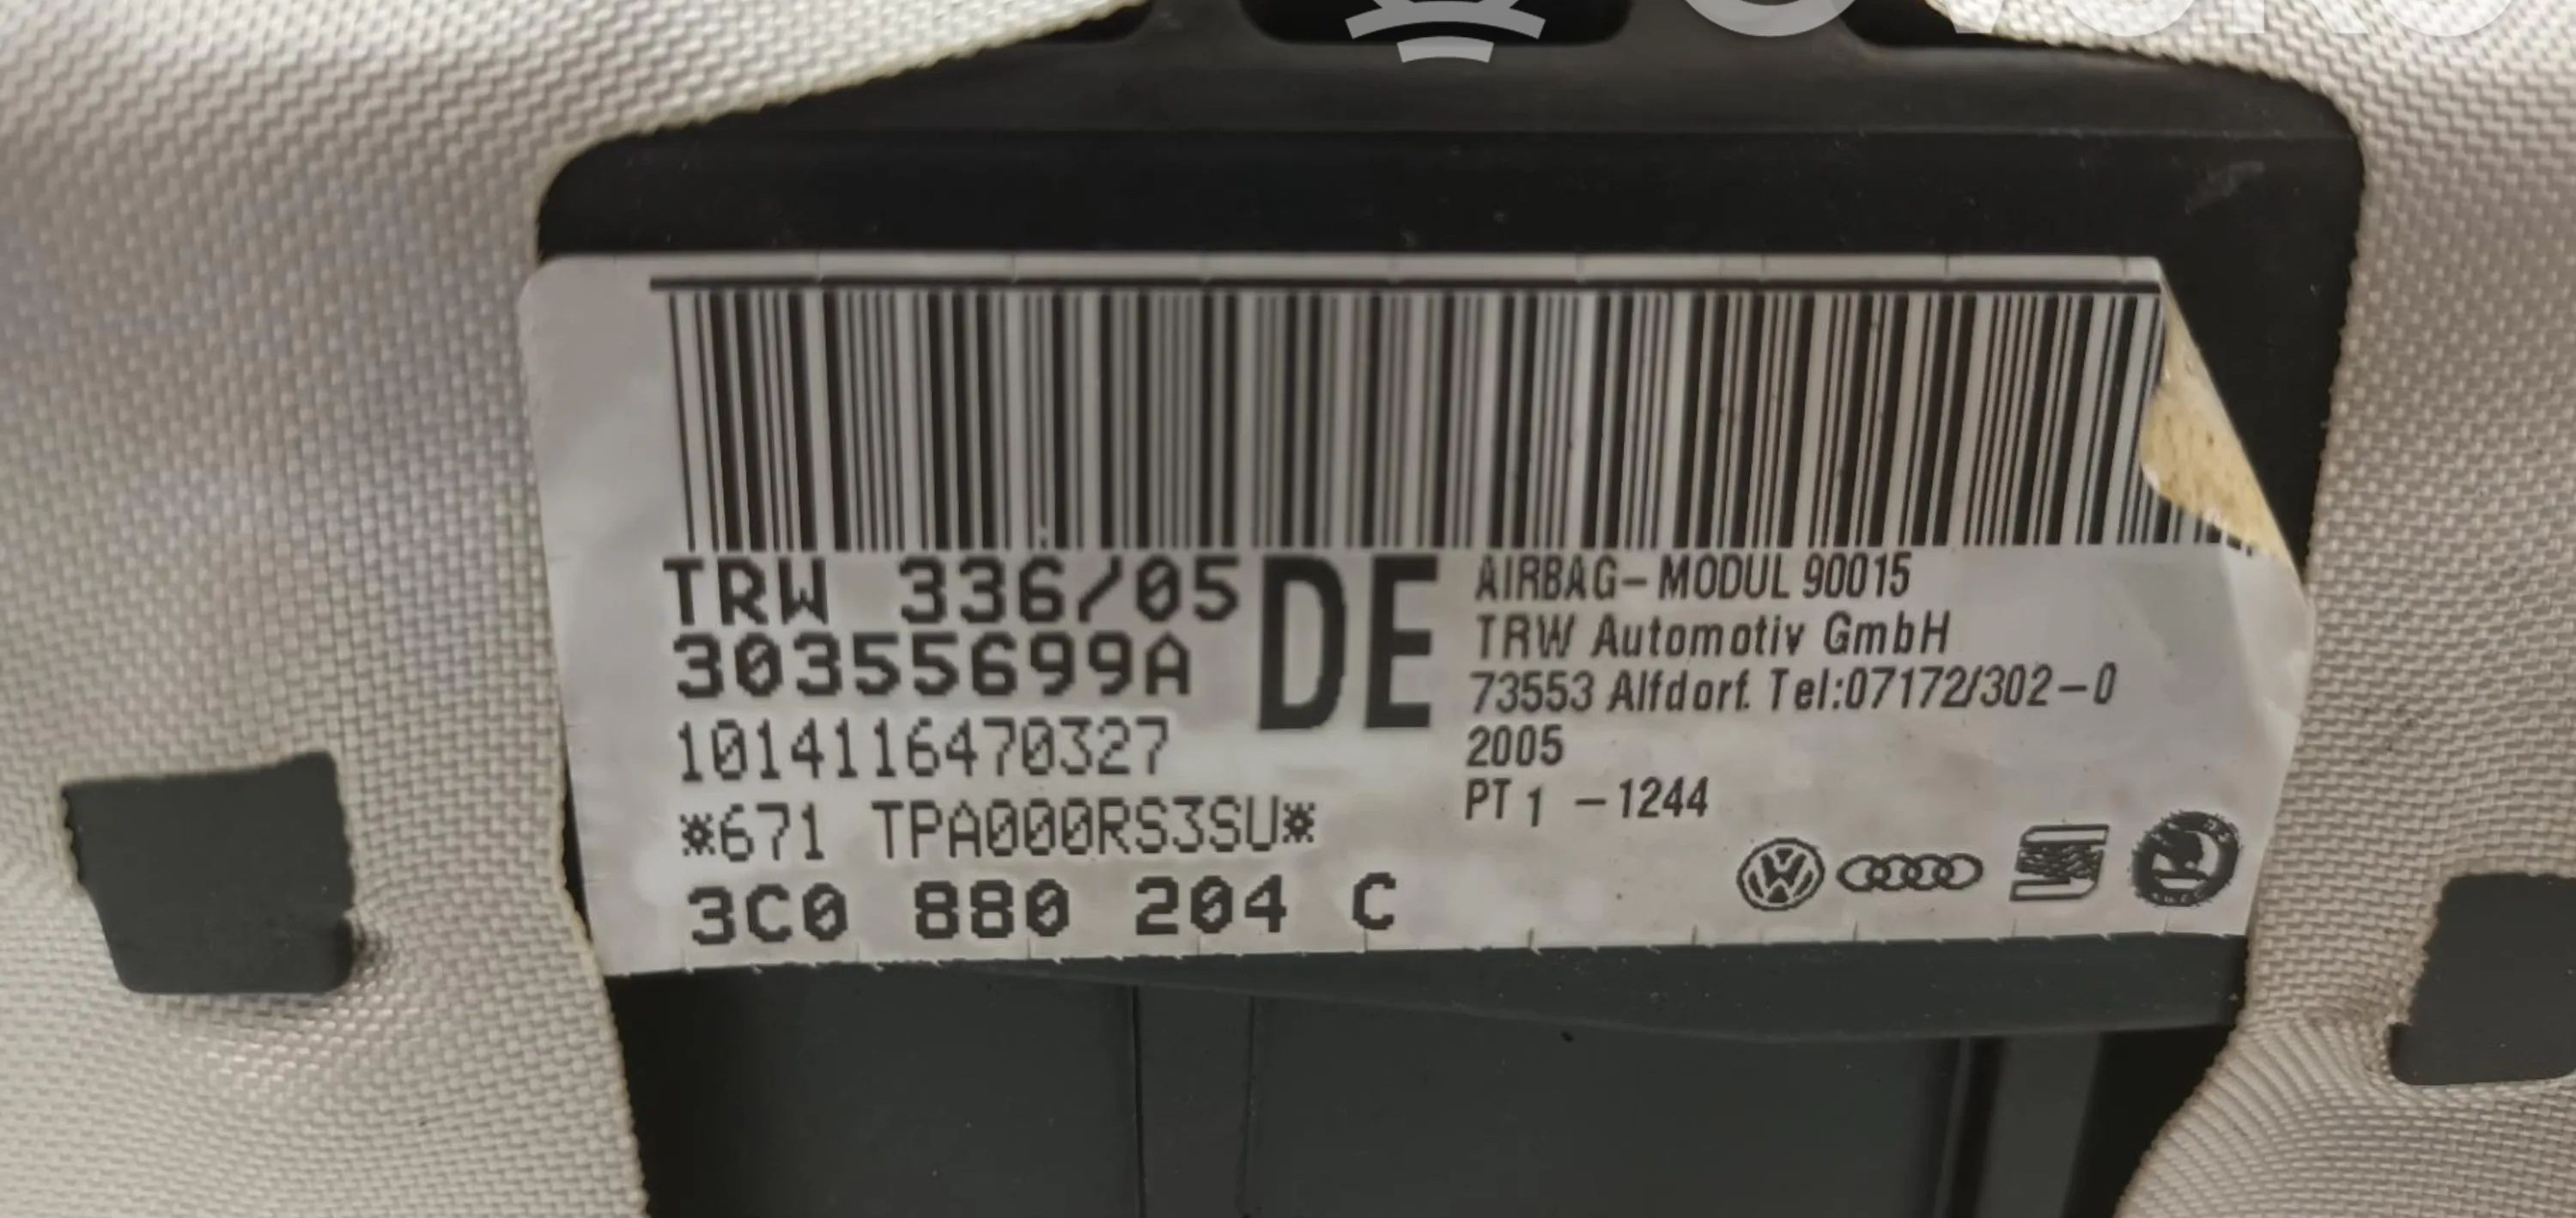 TRW 336/05
30355699A
1014116470327
*671 TPA000RS3SU*
3C0 880 204 C
DE
AIRBAG-MODUL 90015
TRW Automotiv GmbH
73553 Alfdorf. Tel:07172/302-0
2005
PT 1 -1244